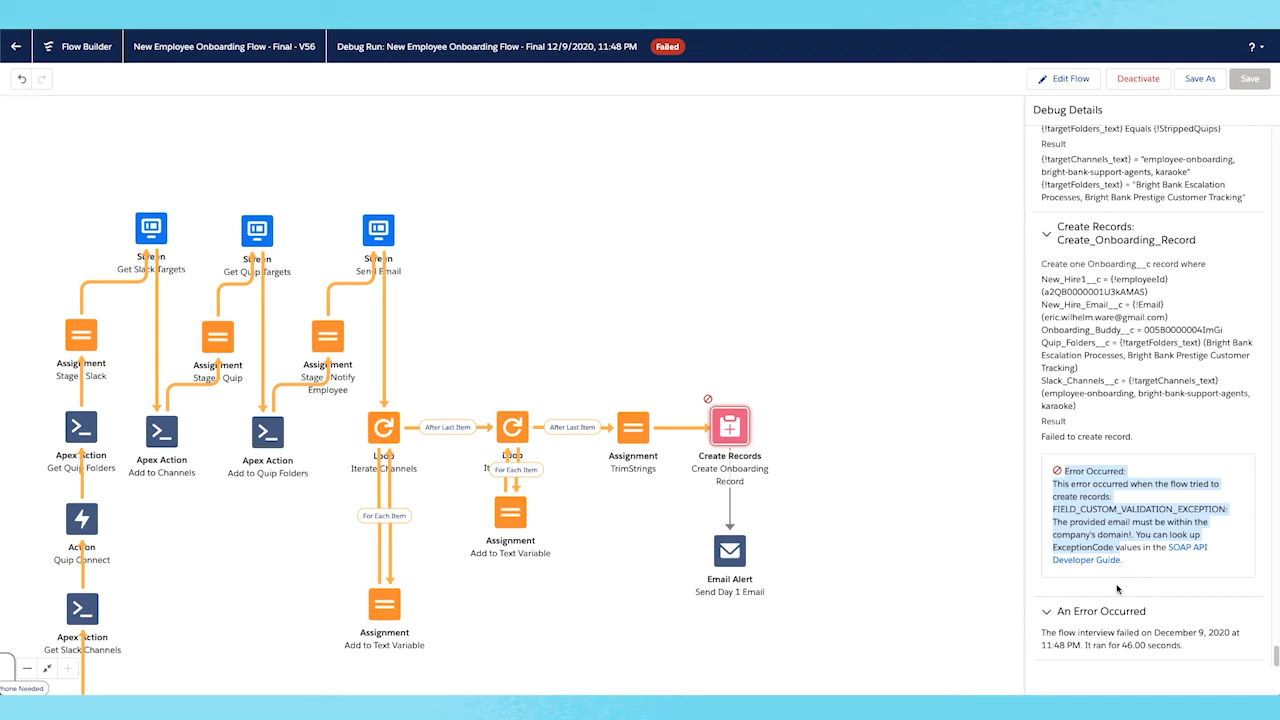 Flow Builder
New Employee Onboarding Flow - Final - V56
Debug Run: New Employee Onboarding Flow - Final 12/9/2020, 11:48 PM
Failed
?
Edit Flow
Deactivate
Save As
Save
Debug Details
{!targetFolders_text} Equals {!StrippedQuips}
Result
{!targetChannels_text} = "employee-onboarding,
bright-bank-support-agents, karaoke"
{!targetFolders_text} = "Bright Bank Escalation
Processes, Bright Bank Prestige Customer Tracking"
Create Records:
Create_Onboarding_Record
Create one Onboarding__c record where
New_Hire1__c = {!employeeId}
(a2QB0000001U3kAMAS)
New_Hire_Email__c = {!Email}
(eric.wilhelm.ware@gmail.com)
Onboarding_Buddy__c = 005B0000004ImGi
Quip_Folders__c = {!targetFolders_text} (Bright Bank
Escalation Processes, Bright Bank Prestige Customer
Tracking)
Slack_Channels__c = {!targetChannels_text}
(employee-onboarding, bright-bank-support-agents,
karaoke)
Result
Failed to create record.
Error Occurred:
This error occurred when the flow tried to
create records:
FIELD_CUSTOM_VALIDATION_EXCEPTION:
The provided email must be within the
company's domain!. You can look up
ExceptionCode values in the SOAP API
Developer Guide.
An Error Occurred
The flow interview failed on December 9, 2020 at
11:48 PM. It ran for 46.00 seconds.
Screen
Get Slack Targets
Screen
Get Quip Targets
Screen
Send Email
Assignment
Stage - Slack
Assignment
Stage - Quip
Assignment
Stage - Notify
Employee
Apex Action
Get Quip Folders
Apex Action
Add to Channels
Apex Action
Add to Quip Folders
Loop
Iterate Channels
After Last Item
Loop
For Each Item
After Last Item
Assignment
TrimStrings
Create Records
Create Onboarding
Record
Action
Quip Connect
For Each Item
Assignment
Add to Text Variable
Email Alert
Send Day 1 Email
Apex Action
Get Slack Channels
Assignment
Add to Text Variable
Phone Needed